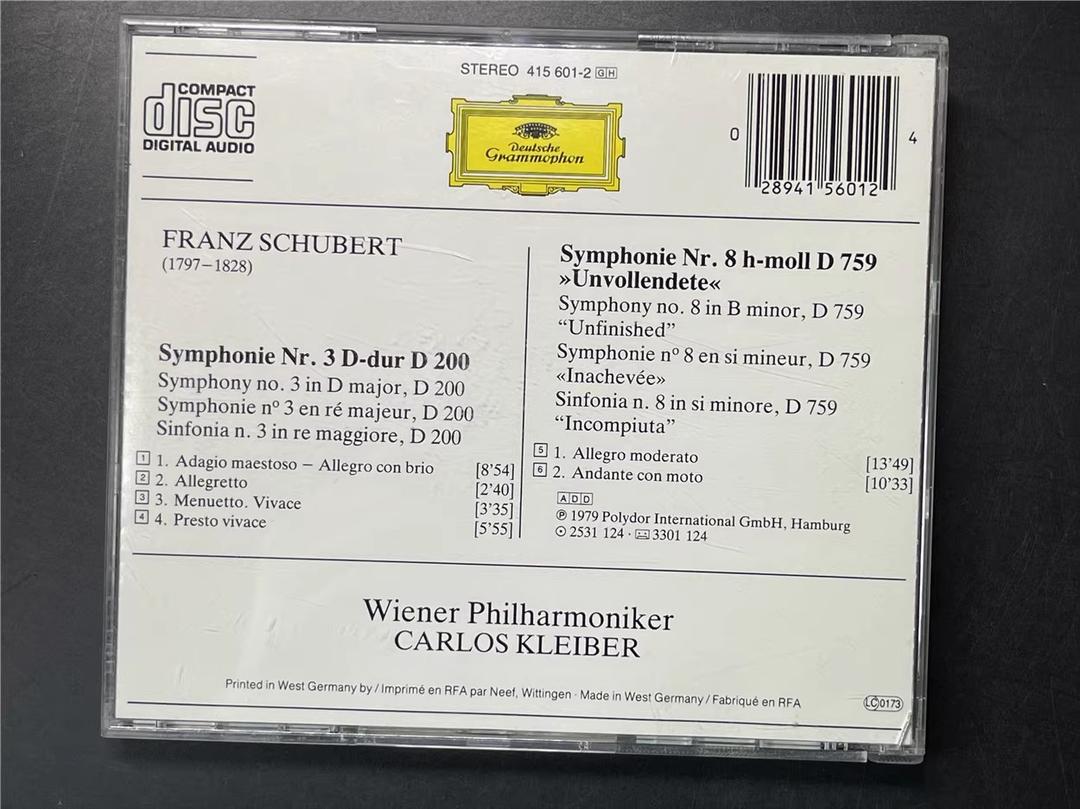 COMPACT
disc
DIGITAL AUDIO
STEREO 415 601-2 GH
Deutsche
Grammophon
0 28941 56012 4
FRANZ SCHUBERT
(1797–1828)
Symphonie Nr. 3 D-dur D 200
Symphony no. 3 in D major, D 200
Symphonie nº 3 en ré majeur, D 200
Sinfonia n. 3 in re maggiore, D 200
1 1. Adagio maestoso – Allegro con brio [8'54]
2 2. Allegretto [2'40]
3 3. Menuetto. Vivace [3'35]
4 4. Presto vivace [5'55]
Symphonie Nr. 8 h-moll D 759
»Unvollendete«
Symphony no. 8 in B minor, D 759
“Unfinished”
Symphonie nº 8 en si mineur, D 759
«Inachevée»
Sinfonia n. 8 in si minore, D 759
“Incompiuta”
5 1. Allegro moderato [13'49]
6 2. Andante con moto [10'33]
ADD
℗ 1979 Polydor International GmbH, Hamburg
2531 124 · 3301 124
Wiener Philharmoniker
CARLOS KLEIBER
Printed in West Germany by / Imprimé en RFA par Neef, Wittingen · Made in West Germany / Fabriqué en RFA
LC 0173